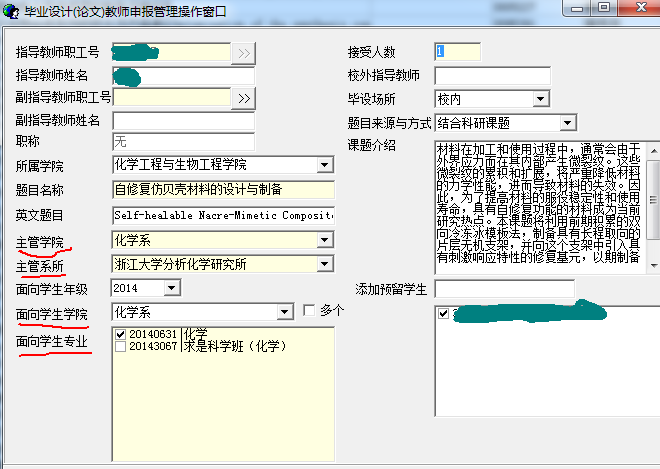 毕业设计(论文)教师申报管理操作窗口
指导教师职工号
>>
接受人数
1
指导教师姓名
校外指导教师
副指导教师职工号
>>
毕设场所
校内
副指导教师姓名
题目来源与方式
结合科研课题
职称
无
课题介绍
材料在加工和使用过程中，通常会由于
外界应力而在其内部产生微裂纹。这些
微裂纹的累积和扩展，将严重降低材料
的力学性能，进而导致材料的失效。因
此，为了提高材料的服役稳定性和使用
寿命，具有自修复功能的材料成为当前
研究热点。本课题将利用前期积累的双
向冷冻冰模板法，制备具有长程取向的
片层无机支架，并向这个支架中引入具
有刺激响应特性的修复基元，以期制备
所属学院
化学工程与生物工程学院
题目名称
自修复仿贝壳材料的设计与制备
英文题目
Self-healable Nacre-Mimetic Composit
主管学院
化学系
主管系所
浙江大学分析化学研究所
面向学生年级
2014
添加预留学生
面向学生学院
化学系
多个
面向学生专业
20140631|化学
20143067|求是科学班（化学）